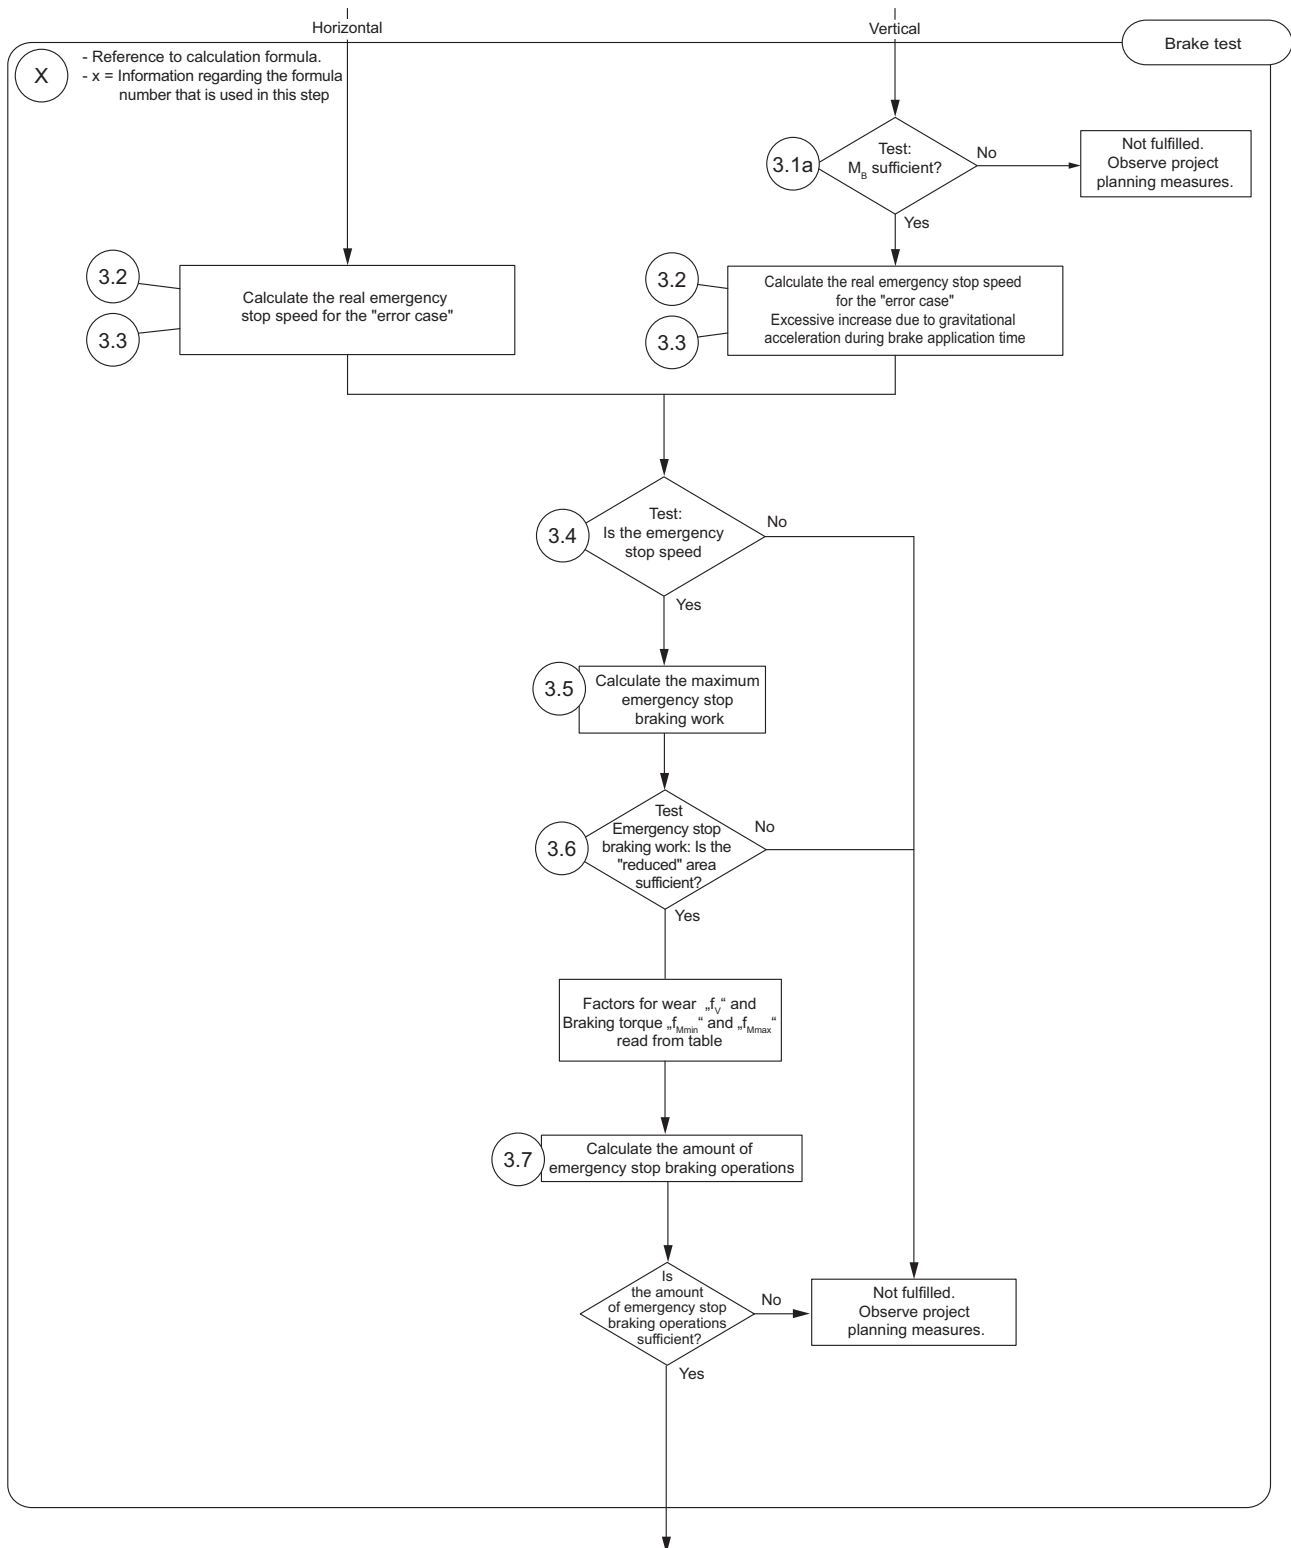 Horizontal
Vertical
Brake test
X
- Reference to calculation formula.
- x = Information regarding the formula
number that is used in this step
3.1a
Test:
M_B sufficient?
No
Not fulfilled.
Observe project
planning measures.
Yes
3.2
3.3
Calculate the real emergency
stop speed for the "error case"
3.2
3.3
Calculate the real emergency stop speed
for the "error case"
Excessive increase due to gravitational
acceleration during brake application time
3.4
Test:
Is the emergency
stop speed
No
Yes
3.5
Calculate the maximum
emergency stop
braking work
3.6
Test
Emergency stop
braking work: Is the
"reduced" area
sufficient?
No
Yes
Factors for wear „f_V“ and
Braking torque „f_Mmin“ and „f_Mmax“
read from table
3.7
Calculate the amount of
emergency stop braking operations
Is
the amount
of emergency stop
braking operations
sufficient?
No
Not fulfilled.
Observe project
planning measures.
Yes